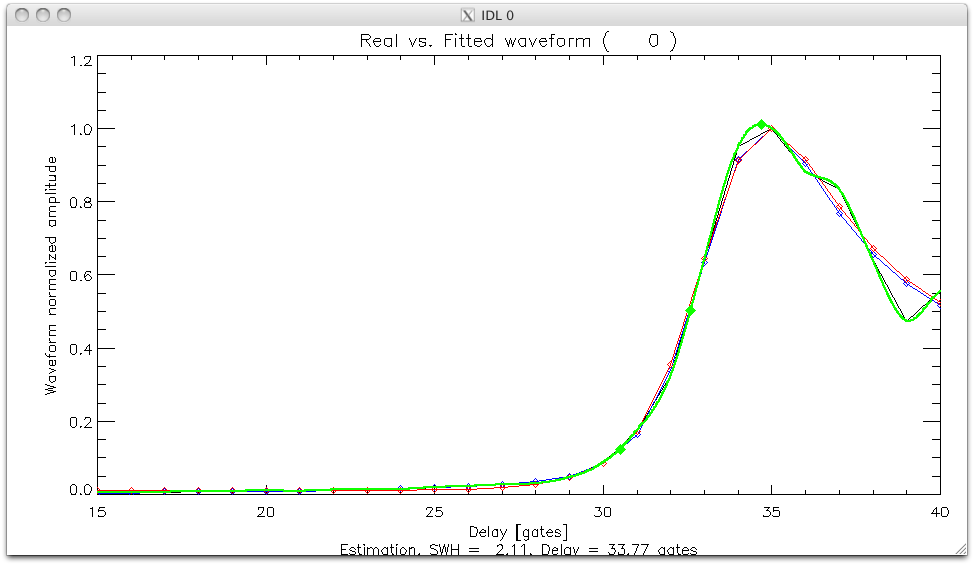 IDL 0
Real vs. Fitted waveform ( 0 )
1.2
1.0
0.8
0.6
0.4
0.2
0.0
Waveform normalized amplitude
15 20 25 30 35 40
Delay [gates]
Estimation, SWH = 2.11, Delay = 33.77 gates